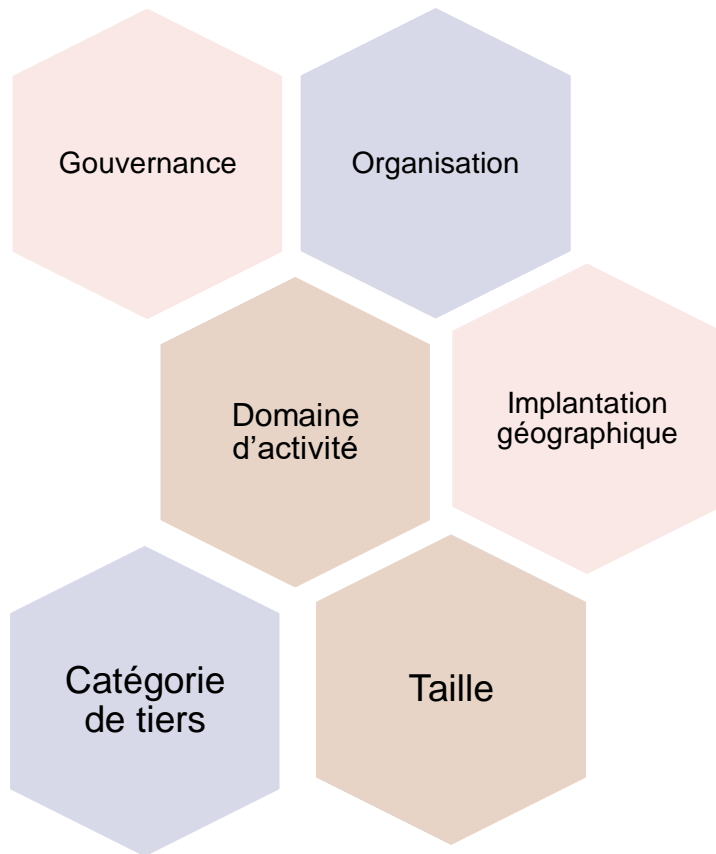 Gouvernance
Organisation
Domaine
d’activité
Implantation
géographique
Catégorie
de tiers
Taille